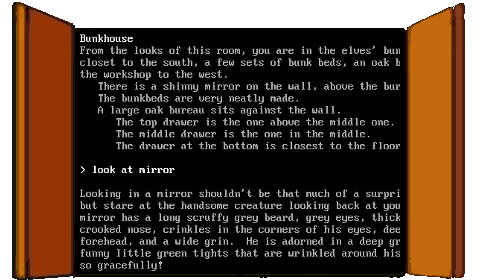 Bunkhouse
From the looks of this room, you are in the elves' bun
closet to the south, a few sets of bunk beds, an oak b
the workshop to the west.
There is a shinny mirror on the wall, above the bur
The bunkbeds are very neatly made.
A large oak bureau sits against the wall.
The top drawer is the one above the middle one.
The middle drawer is the one in the middle.
The drawer at the bottom is closest to the floor
> look at mirror
Looking in a mirror shouldn't be that much of a surpri
but stare at the handsome creature looking back at you
mirror has a long scruffy grey beard, grey eyes, thick
crooked nose, crinkles in the corners of his eyes, dee
forehead, and a wide grin. He is adorned in a deep gr
funny little green tights that are wrinkled around his
so gracefully!